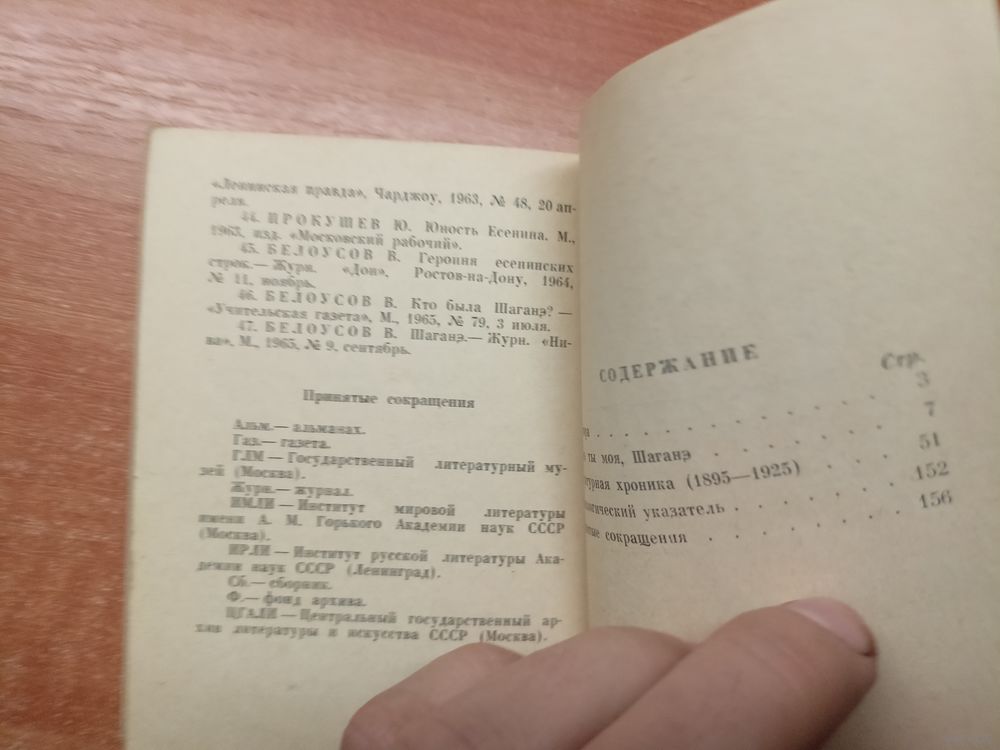 «Ленинская правда», Чарджоу, 1963, № 48, 20 ап-
реля.
44. ПРОКУШЕВ Ю. Юность Есенина. М.,
1963, изд. «Московский рабочий».
45. БЕЛОУСОВ В. Героиня есенинских
строк.— Журн. «Дон», Ростов-на-Дону, 1964,
№ 11, ноябрь.
46. БЕЛОУСОВ В. Кто была Шаганэ? —
«Учительская газета», М., 1965, № 79, 3 июля.
47. БЕЛОУСОВ В. Шаганэ.— Журн. «Ни-
ва», М., 1965, № 9, сентябрь.
Принятые сокращения
Альм.— альманах.
Газ.— газета.
ГЛМ — Государственный литературный му-
зей (Москва).
Журн.— журнал.
ИМЛИ — Институт мировой литературы
имени А. М. Горького Академии наук СССР
(Москва).
ИРЛИ — Институт русской литературы Ака-
демии наук СССР (Ленинград).
Сб.— сборник.
Ф.— фонд архива.
ЦГАЛИ — Центральный государственный ар-
хив литературы и искусства СССР (Москва).
СОДЕРЖАНИЕ
Стр.
. . . . . . . . . . 3
ты моя, Шаганэ . . . . . . 7
турная хроника (1895—1925) . . . 51
логический указатель . . . . . 152
тые сокращения . . . . . . 156